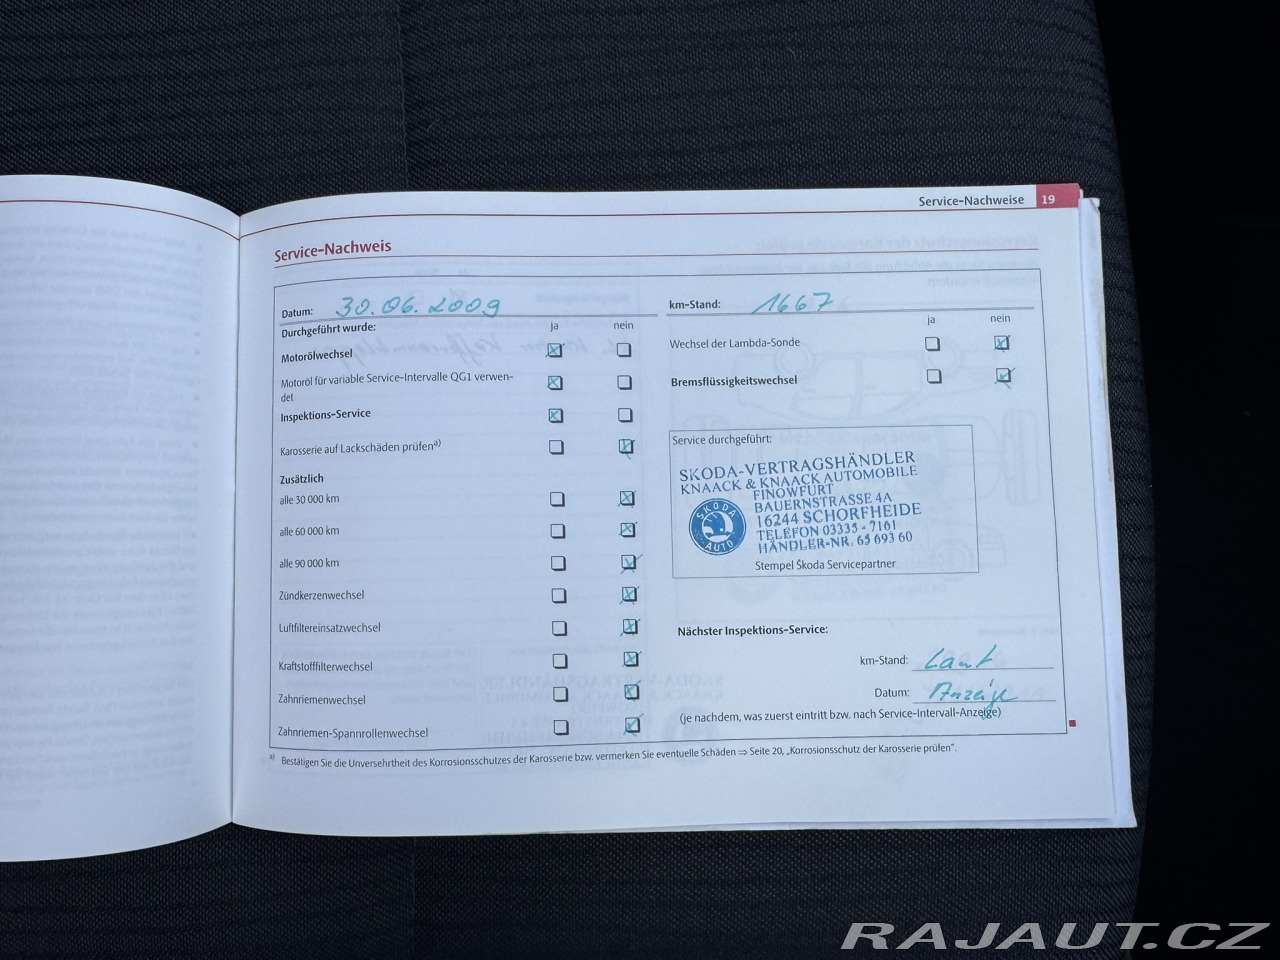 Service-Nachweise 19
Service-Nachweis
Datum: 30.06.2009
km-Stand: 1667
Durchgeführt wurde: ja nein
ja nein
Motorölwechsel
Wechsel der Lambda-Sonde
Motoröl für variable Service-Intervalle QG1 verwen-
det
Bremsflüssigkeitswechsel
Inspektions-Service
Karosserie auf Lackschäden prüfen a)
Zusätzlich
alle 30 000 km
alle 60 000 km
alle 90 000 km
Zündkerzenwechsel
Luftfiltereinsatzwechsel
Kraftstofffilterwechsel
Zahnriemenwechsel
Zahnriemen-Spannrollenwechsel
Service durchgeführt:
SKODA-VERTRAGSHÄNDLER
KNAACK & KNAACK AUTOMOBILE
FINOWFURT
BAUERNSTRASSE 4A
16244 SCHORFHEIDE
TELEFON 03335 - 7161
HÄNDLER-NR. 65 693 60
SKODA
AUTO
Stempel Škoda Servicepartner
Nächster Inspektions-Service:
km-Stand: Laut
Datum: Anzeige
(je nachdem, was zuerst eintritt bzw. nach Service-Intervall-Anzeige)
a) Bestätigen Sie die Unversehrtheit des Korrosionsschutzes der Karosserie bzw. vermerken Sie eventuelle Schäden ⇒ Seite 20, „Korrosionsschutz der Karosserie prüfen“.
RAJAUT.CZ